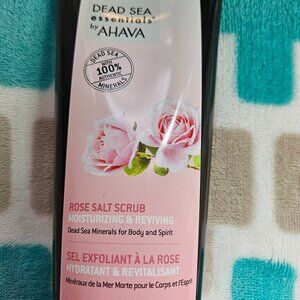 DEAD SEA
essentials®
by
AHAVA
DEAD SEA
WITH
100%
AUTHENTIC
MINERALS
ROSE SALT SCRUB
MOISTURIZING & REVIVING
Dead Sea Minerals for Body and Spirit
SEL EXFOLIANT À LA ROSE
HYDRATANT & REVITALISANT
Minéraux de la Mer Morte pour le Corps et l'Esprit